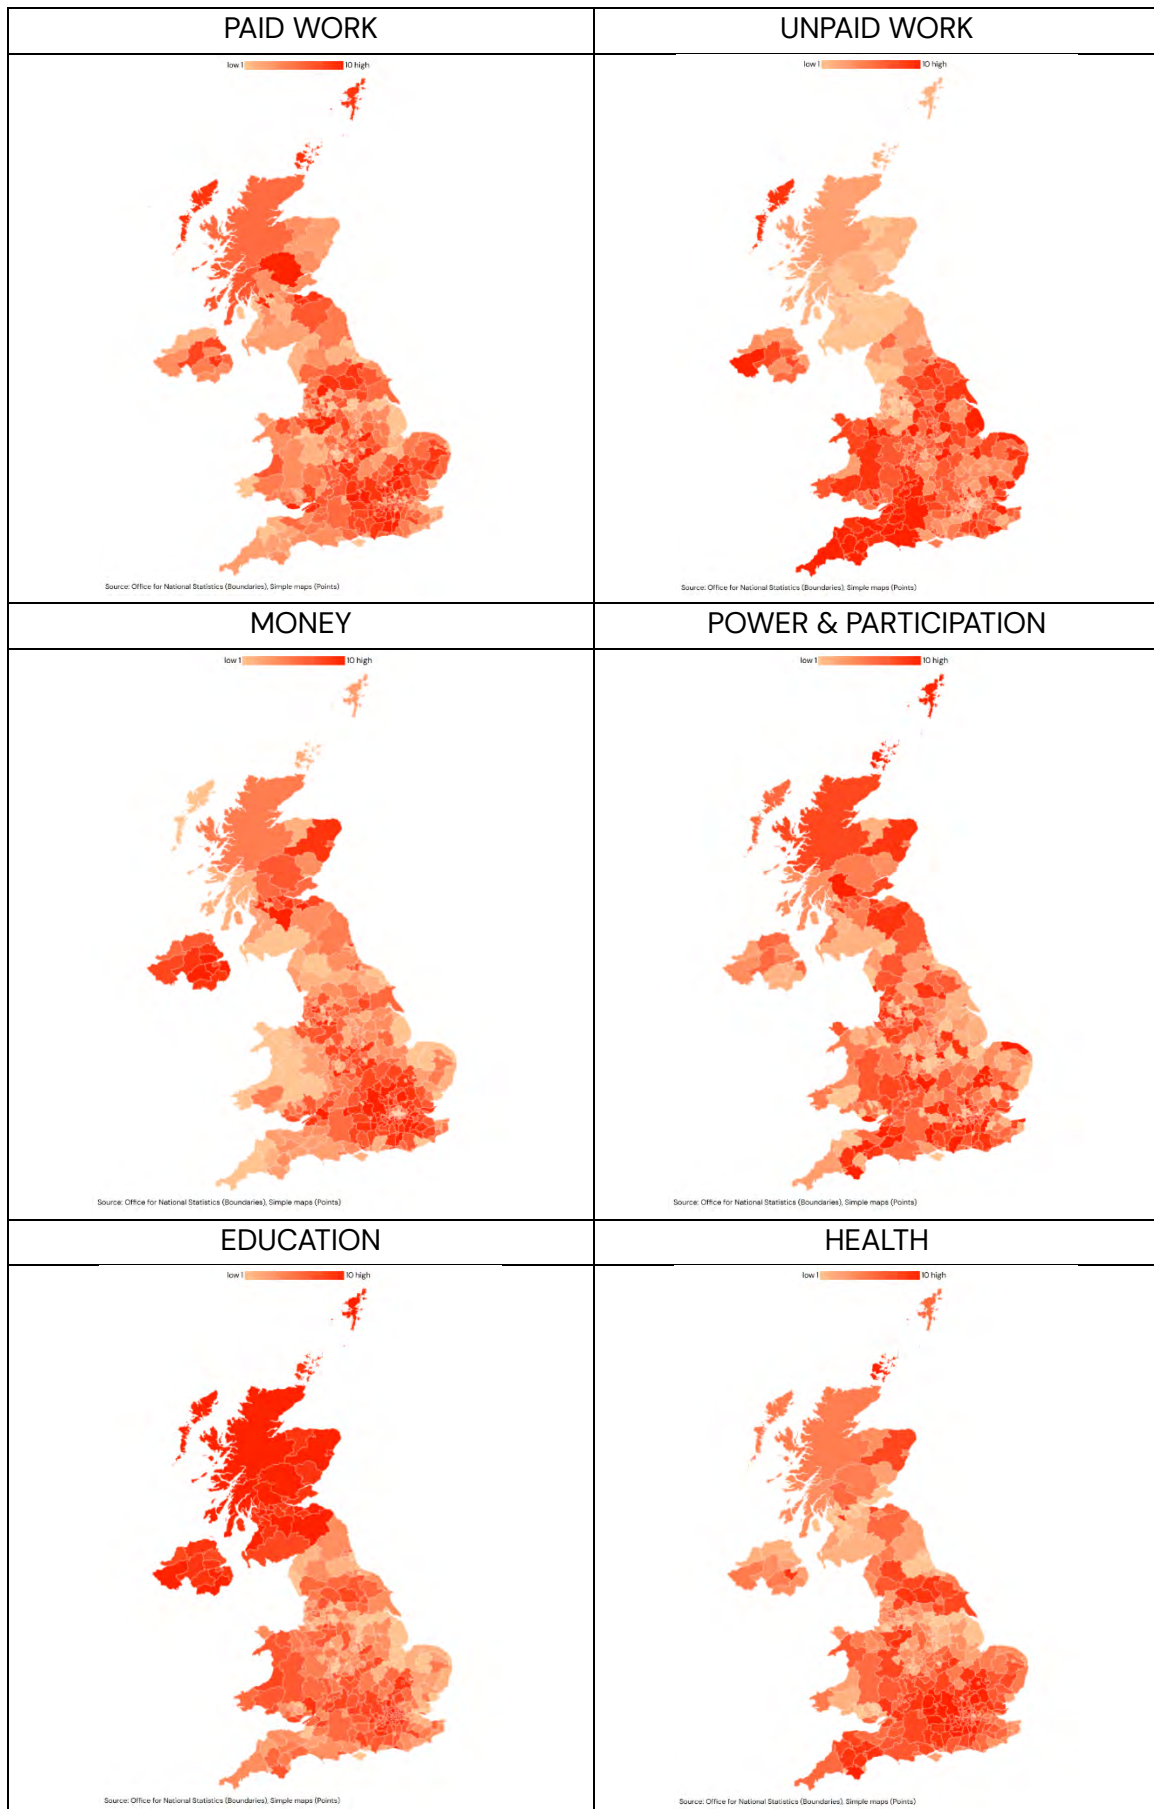 PAID WORK
UNPAID WORK
low 1 10 high
low 1 10 high
Source: Office for National Statistics (Boundaries), Simple maps (Points)
Source: Office for National Statistics (Boundaries), Simple maps (Points)
MONEY
POWER & PARTICIPATION
low 1 10 high
low 1 10 high
Source: Office for National Statistics (Boundaries), Simple maps (Points)
Source: Office for National Statistics (Boundaries), Simple maps (Points)
EDUCATION
HEALTH
low 1 10 high
low 1 10 high
Source: Office for National Statistics (Boundaries), Simple maps (Points)
Source: Office for National Statistics (Boundaries), Simple maps (Points)